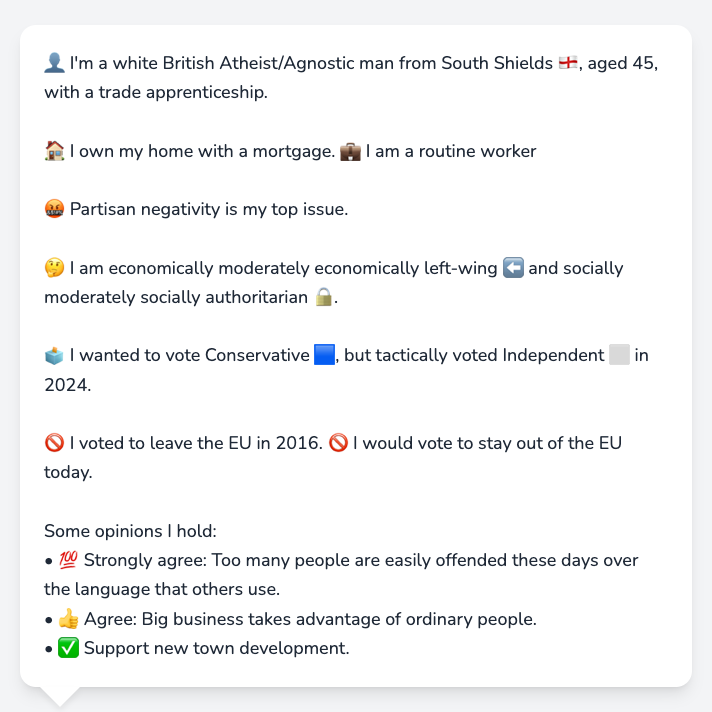 👤 I'm a white British Atheist/Agnostic man from South Shields 🏴󠁧󠁢󠁥󠁮󠁧󠁿, aged 45,
with a trade apprenticeship.
🏠 I own my home with a mortgage. 💼 I am a routine worker
🤬 Partisan negativity is my top issue.
🤔 I am economically moderately economically left-wing ⬅️ and socially
moderately socially authoritarian 🔒.
🗳️ I wanted to vote Conservative 🟦, but tactically voted Independent ⬜ in
2024.
🚫 I voted to leave the EU in 2016. 🚫 I would vote to stay out of the EU
today.
Some opinions I hold:
• 💯 Strongly agree: Too many people are easily offended these days over
the language that others use.
• 👍 Agree: Big business takes advantage of ordinary people.
• ✅ Support new town development.